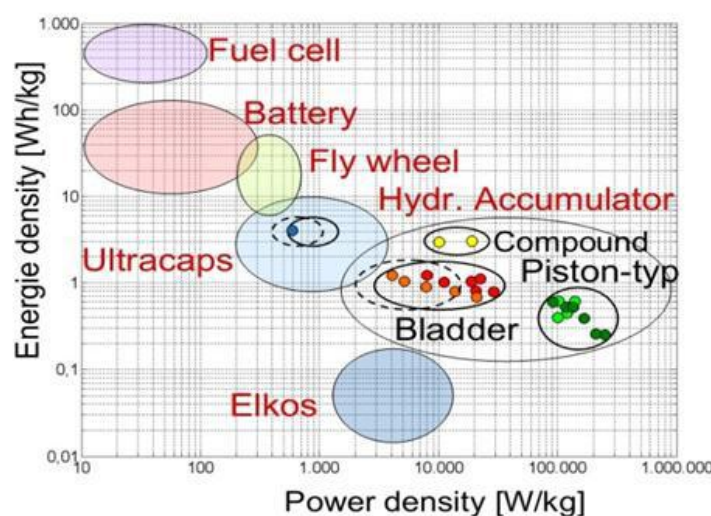 1.000
Fuel cell
100
Battery
Fly wheel
10
Hydr. Accumulator
Compound
Ultracaps
Piston-typ
1
Bladder
0,1
Elkos
0,01
10 100 1.000 10.000 100.000 1.000.000
Energie density [Wh/kg]
Power density [W/kg]